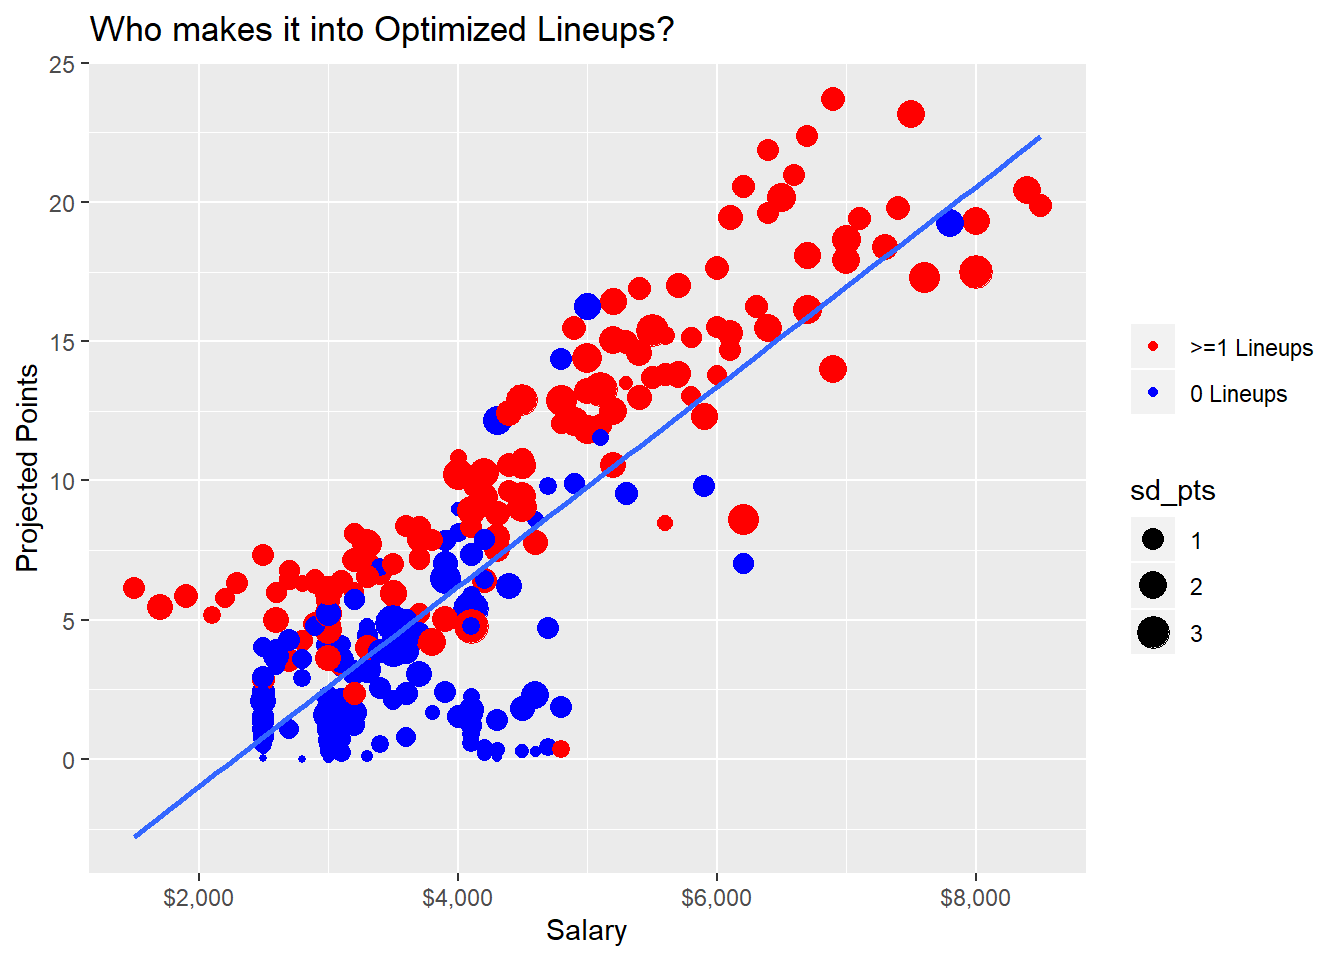 Who makes it into Optimized Lineups?
25
20
15
10
5
0
Projected Points
$2,000
$4,000
$6,000
$8,000
Salary
>=1 Lineups
0 Lineups
sd_pts
1
2
3